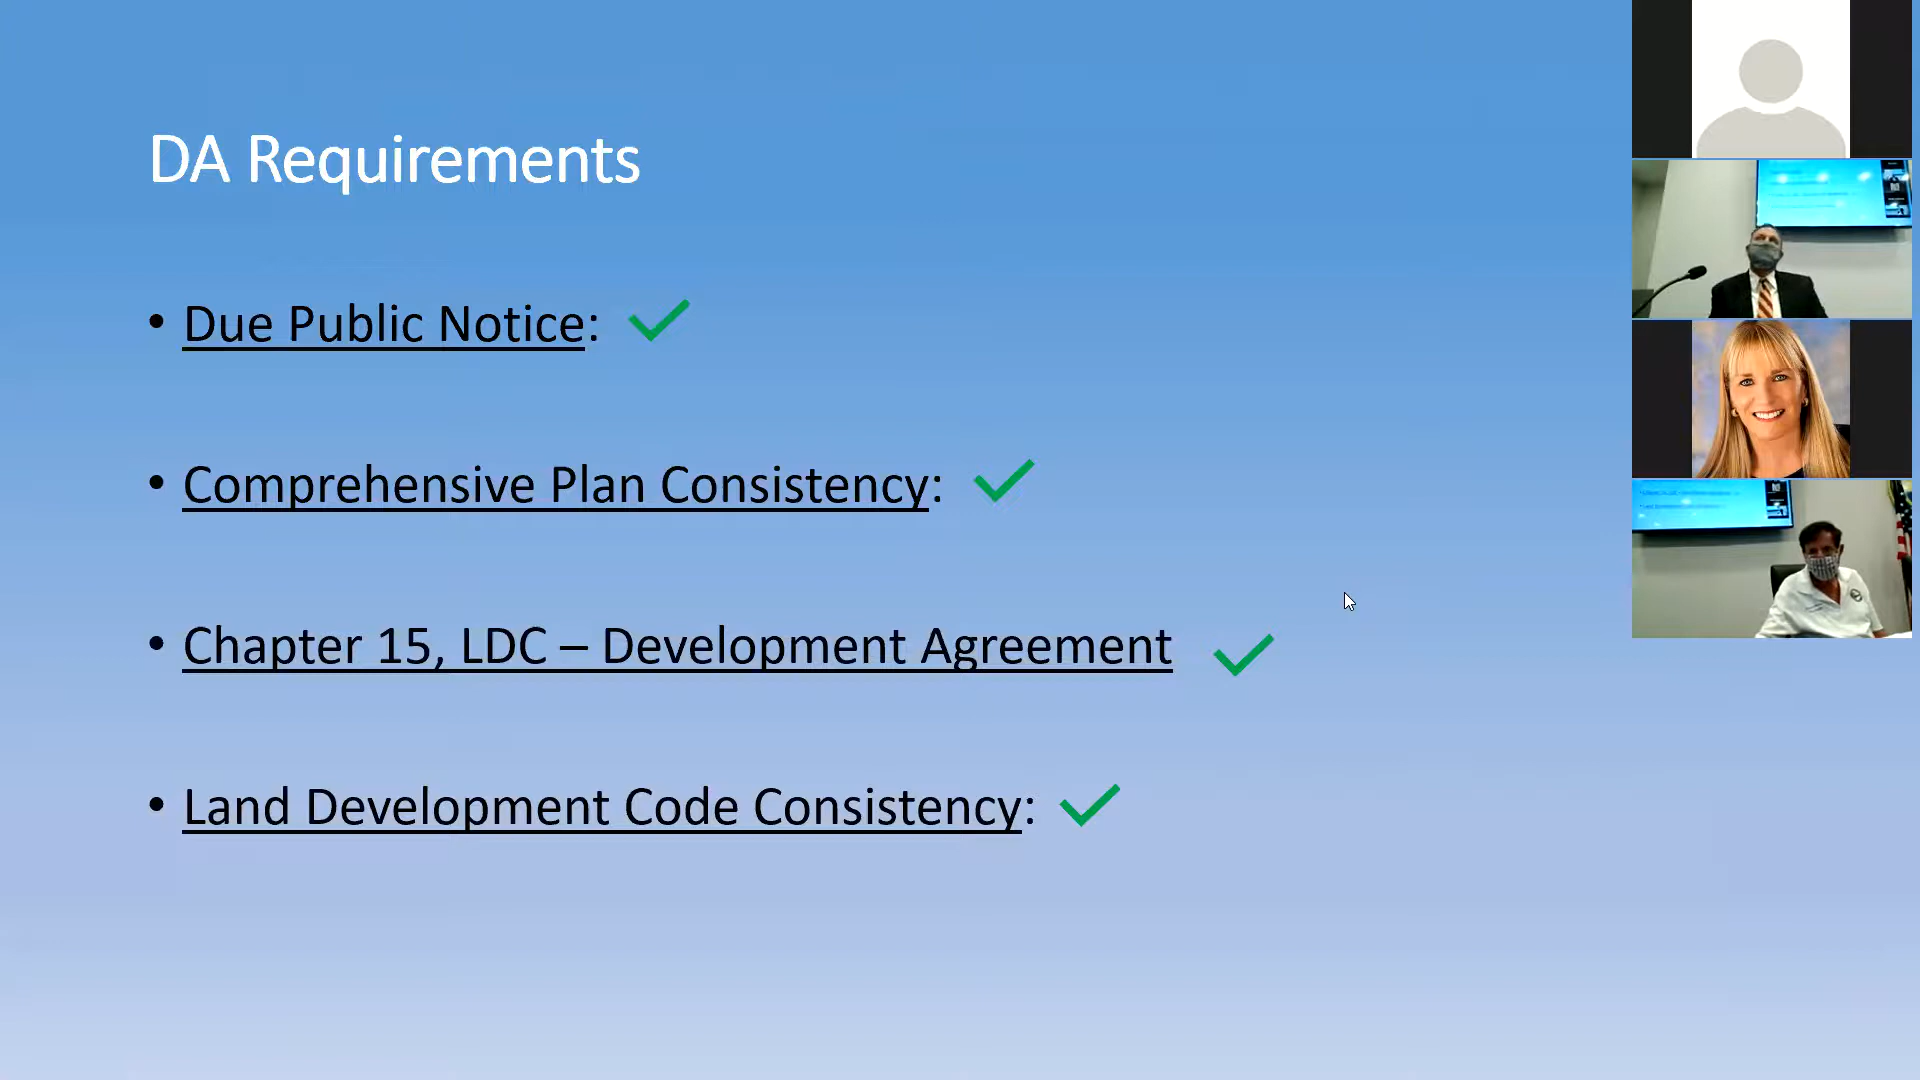 DA Requirements
• Due Public Notice:
• Comprehensive Plan Consistency:
• Chapter 15, LDC – Development Agreement
• Land Development Code Consistency: